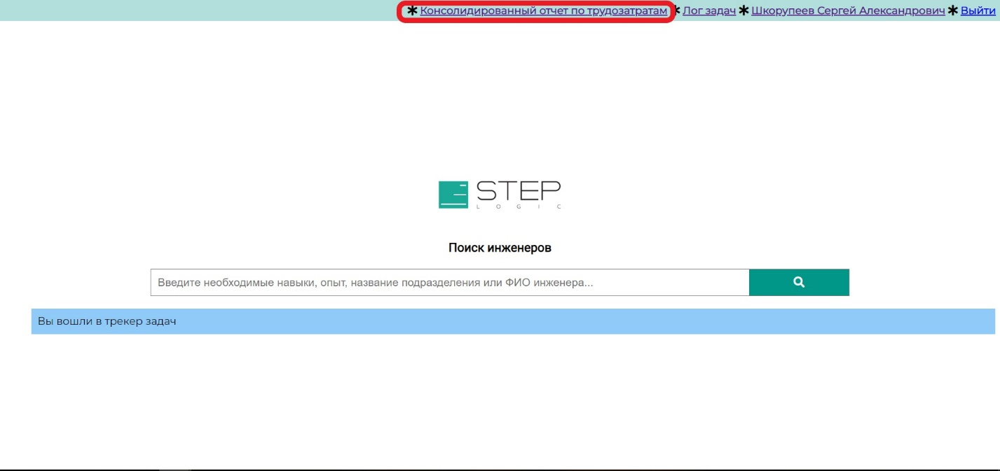 Консолидированный отчет по трудозатратам Лог задач Шкорупеев Сергей Александрович Выйти
STEP
LOGIC
Поиск инженеров
Введите необходимые навыки, опыт, название подразделения или ФИО инженера...
Вы вошли в трекер задач